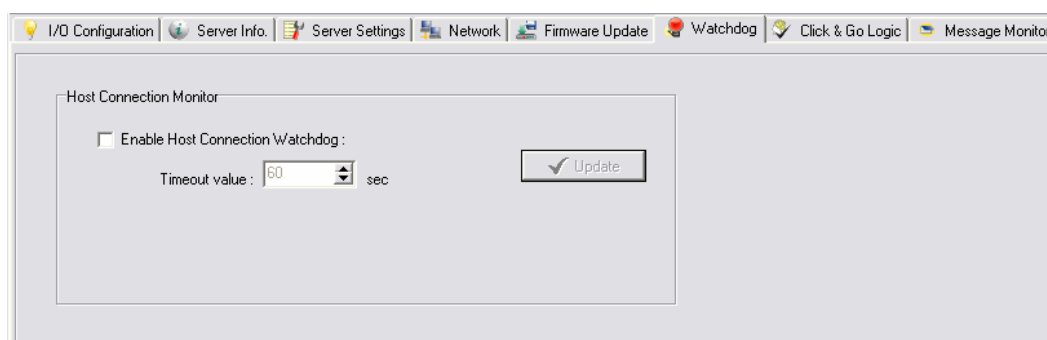 I/O Configuration Server Info. Server Settings Network Firmware Update Watchdog Click & Go Logic Message Monito
Host Connection Monitor
Enable Host Connection Watchdog :
Timeout value : 60 sec
Update